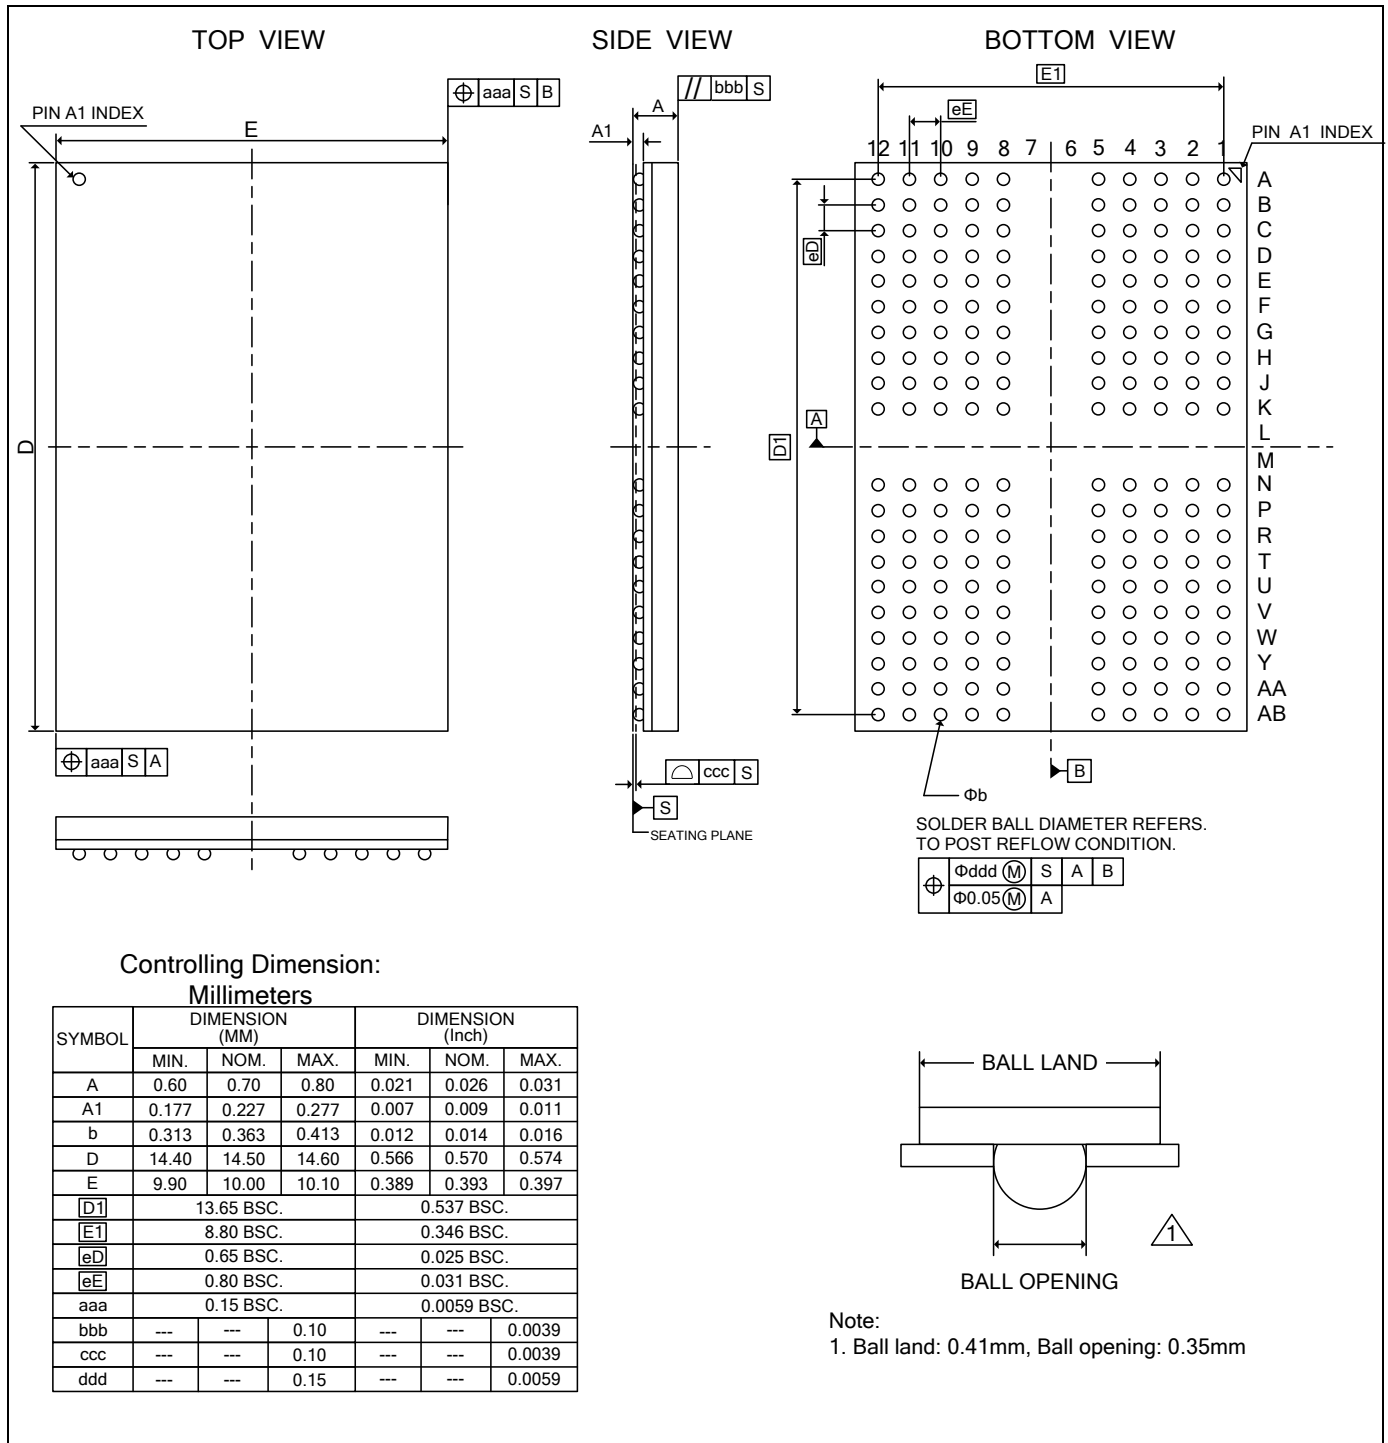 TOP VIEW
SIDE VIEW
BOTTOM VIEW
E1
aaa S B
// bbb S
eE
PIN A1 INDEX
A
A1
E
PIN A1 INDEX
12 11 10 9 8 7 6 5 4 3 2 1
A
B
C
eD
D
E
F
G
H
J
K
A
L
D
D1
M
N
P
R
T
U
V
W
Y
AA
AB
aaa S A
ccc S
B
S
Φb
SEATING PLANE
SOLDER BALL DIAMETER REFERS.
TO POST REFLOW CONDITION.
Φddd M S A B
Φ0.05 M A
Controlling Dimension:
Millimeters
SYMBOL DIMENSION (MM) DIMENSION (Inch)
MIN. NOM. MAX. MIN. NOM. MAX.
A 0.60 0.70 0.80 0.021 0.026 0.031
A1 0.177 0.227 0.277 0.007 0.009 0.011
b 0.313 0.363 0.413 0.012 0.014 0.016
D 14.40 14.50 14.60 0.566 0.570 0.574
E 9.90 10.00 10.10 0.389 0.393 0.397
D1 13.65 BSC. 0.537 BSC.
E1 8.80 BSC. 0.346 BSC.
eD 0.65 BSC. 0.025 BSC.
eE 0.80 BSC. 0.031 BSC.
aaa 0.15 BSC. 0.0059 BSC.
bbb --- --- 0.10 --- --- 0.0039
ccc --- --- 0.10 --- --- 0.0039
ddd --- --- 0.15 --- --- 0.0059
BALL LAND
1
BALL OPENING
Note:
1. Ball land: 0.41mm, Ball opening: 0.35mm